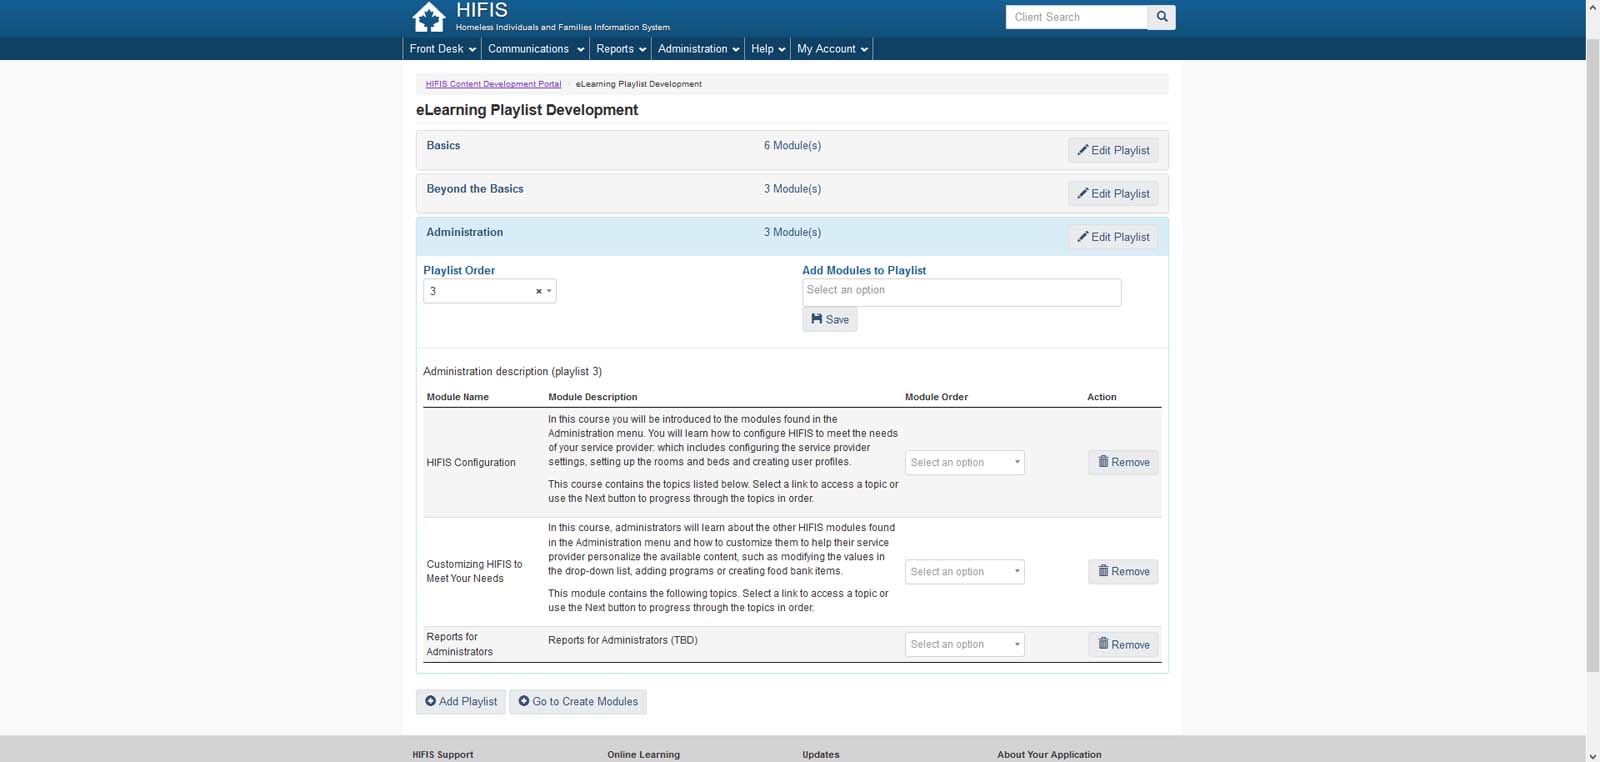 HIFIS
Homeless Individuals and Families Information System
Client Search
Front Desk Communications Reports Administration Help My Account
HIFIS Content Development Portal / eLearning Playlist Development
eLearning Playlist Development
Basics 6 Module(s) Edit Playlist
Beyond the Basics 3 Module(s) Edit Playlist
Administration 3 Module(s) Edit Playlist
Playlist Order Add Modules to Playlist
3 × Select an option
Save
Administration description (playlist 3)
Module Name Module Description Module Order Action
In this course you will be introduced to the modules found in the
Administration menu. You will learn how to configure HIFIS to meet the needs
of your service provider: which includes configuring the service provider
settings, setting up the rooms and beds and creating user profiles.
HIFIS Configuration Select an option Remove
This course contains the topics listed below. Select a link to access a topic or
use the Next button to progress through the topics in order.
In this course, administrators will learn about the other HIFIS modules found
in the Administration menu and how to customize them to help their service
provider personalize the available content, such as modifying the values in
the drop-down list, adding programs or creating food bank items.
Customizing HIFIS to
Meet Your Needs
Select an option Remove
This module contains the following topics. Select a link to access a topic or
use the Next button to progress through the topics in order.
Reports for
Administrators
Reports for Administrators (TBD) Select an option Remove
Add Playlist Go to Create Modules
HIFIS Support Online Learning Updates About Your Application